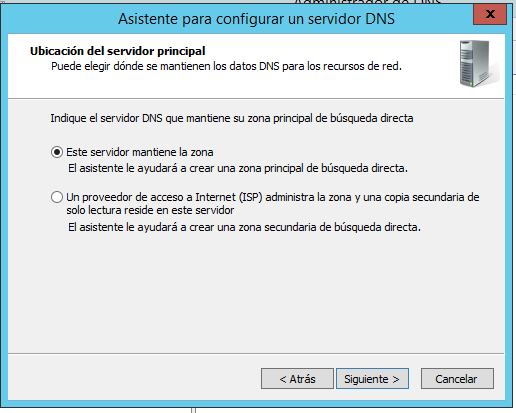 Administrador de DNS
Asistente para configurar un servidor DNS
x
Ubicación del servidor principal
Puede elegir dónde se mantienen los datos DNS para los recursos de red.
Indique el servidor DNS que mantiene su zona principal de búsqueda directa
Este servidor mantiene la zona
El asistente le ayudará a crear una zona principal de búsqueda directa.
Un proveedor de acceso a Internet (ISP) administra la zona y una copia secundaria de
solo lectura reside en este servidor
El asistente le ayudará a crear una zona secundaria de búsqueda directa.
< Atrás
Siguiente >
Cancelar